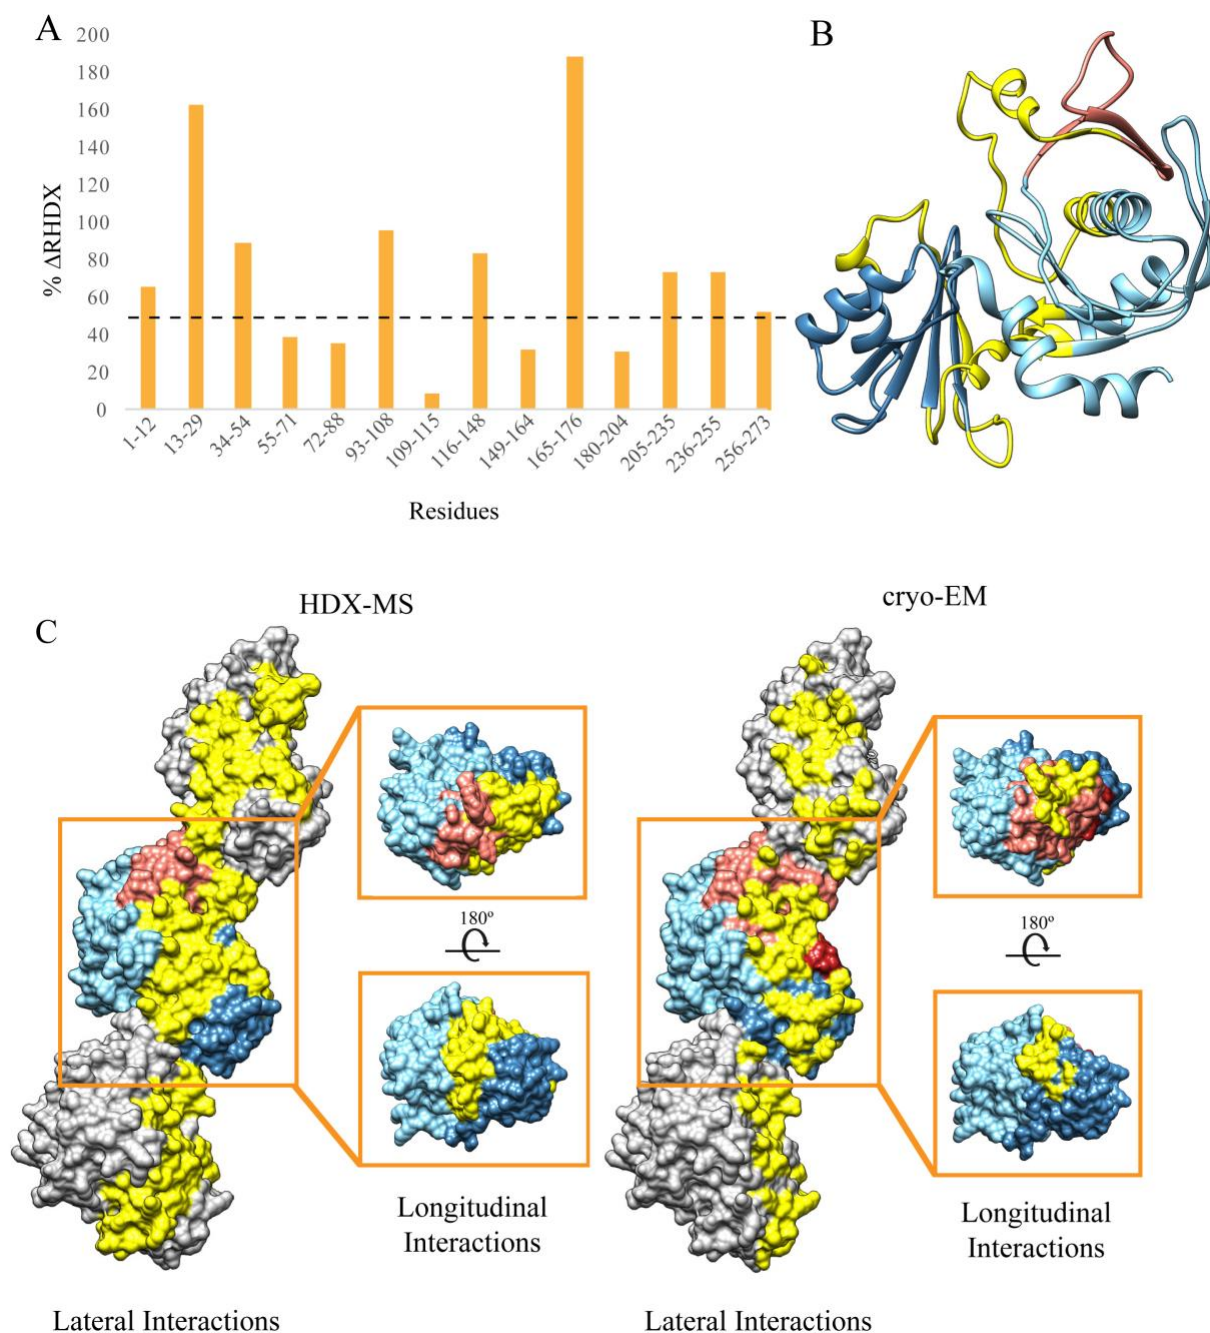 A
B
200
180
160
140
120
100
80
60
40
20
0
% ΔRHDX
1-12
13-29
34-54
55-71
72-88
93-108
109-115
116-148
149-164
165-176
180-204
205-235
236-255
256-273
Residues
C
HDX-MS
cryo-EM
180º
180º
Longitudinal
Interactions
Longitudinal
Interactions
Lateral Interactions
Lateral Interactions